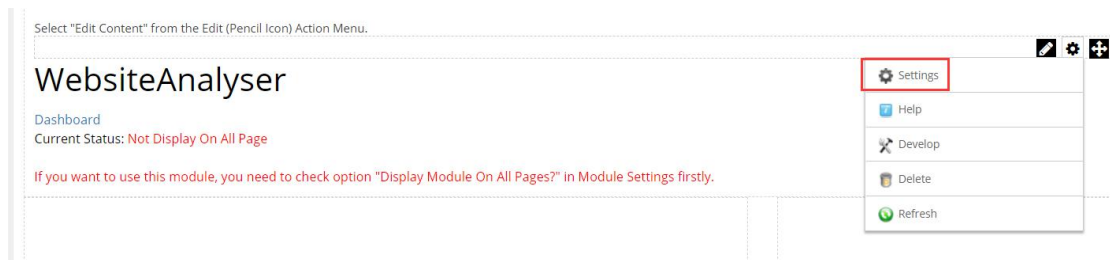 Select "Edit Content" from the Edit (Pencil Icon) Action Menu.
WebsiteAnalyser
Dashboard
Current Status: Not Display On All Page
If you want to use this module, you need to check option "Display Module On All Pages?" in Module Settings firstly.
Settings
Help
Develop
Delete
Refresh